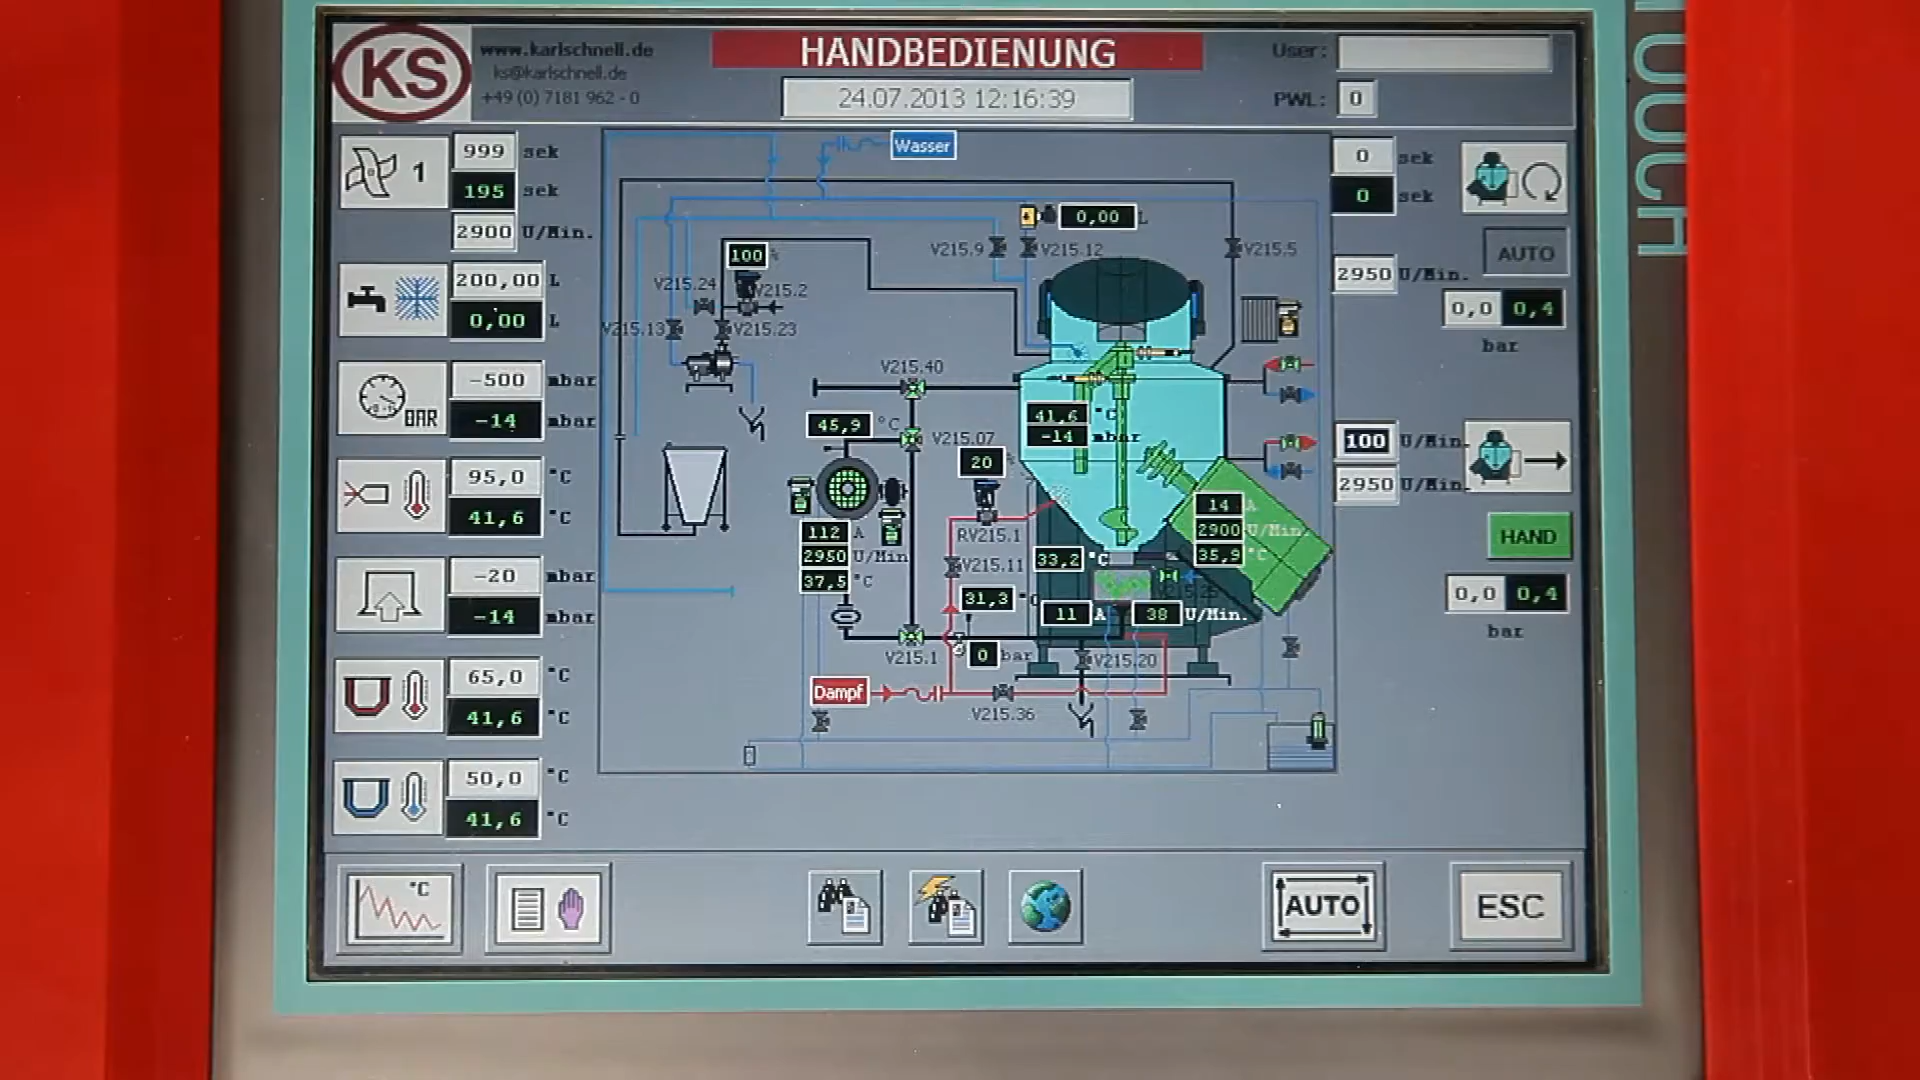 KS
www.karlschnell.de
ks@karlschnell.de
+49 (0) 7181 962 - 0
HANDBEDIENUNG
24.07.2013 12:16:39
User:
PWL: 0
TOUCH
1
999 sek
195 sek
2900 U/Min.
200,00 L
0,00 L
BAR
-500 mbar
-14 mbar
95,0 °C
41,6 °C
-20 mbar
-14 mbar
65,0 °C
41,6 °C
50,0 °C
41,6 °C
Wasser
0,00 L
V215.9
V215.12
V215.5
100 %
V215.24
V215.2
V215.13
V215.23
V215.40
45,9 °C
V215.07
20 %
41,6 °C
-14 mbar
112 A
2950 U/Min
37,5 °C
RV215.1
V215.11
33,2 °C
31,3 °C
14 A
2900 U/Min.
35,9 °C
V215.25
11 A
38 U/Min.
V215.1
0 bar
V215.20
Dampf
V215.36
0 sek
0 sek
AUTO
2950 U/Min.
0,0 0,4
bar
100 U/Min.
2950 U/Min.
HAND
0,0 0,4
bar
°C
AUTO
ESC